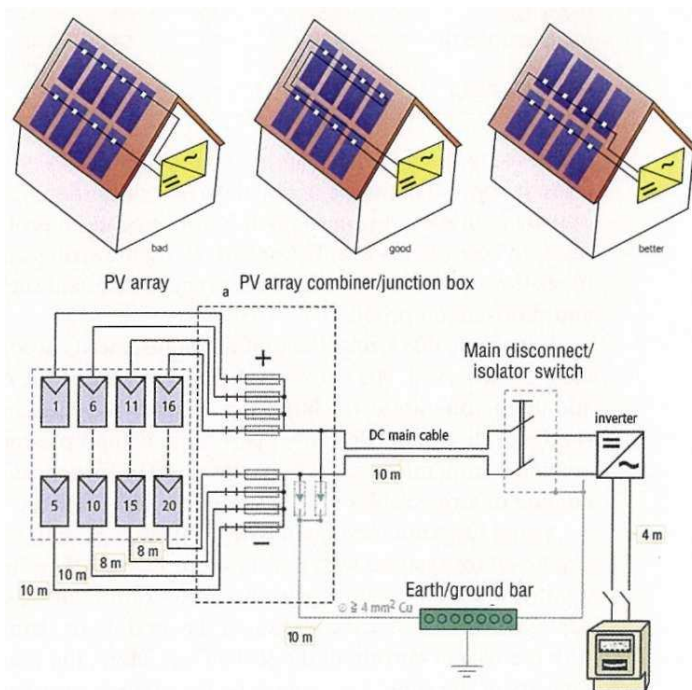 bad
good
better
PV array
PV array combiner/junction box
a
Main disconnect/
isolator switch
+
1
6
11
16
inverter
DC main cable
10 m
5
10
15
20
8 m
8 m
10 m
10 m
−
4 m
Earth/ground bar
≧ 4 mm² Cu
10 m